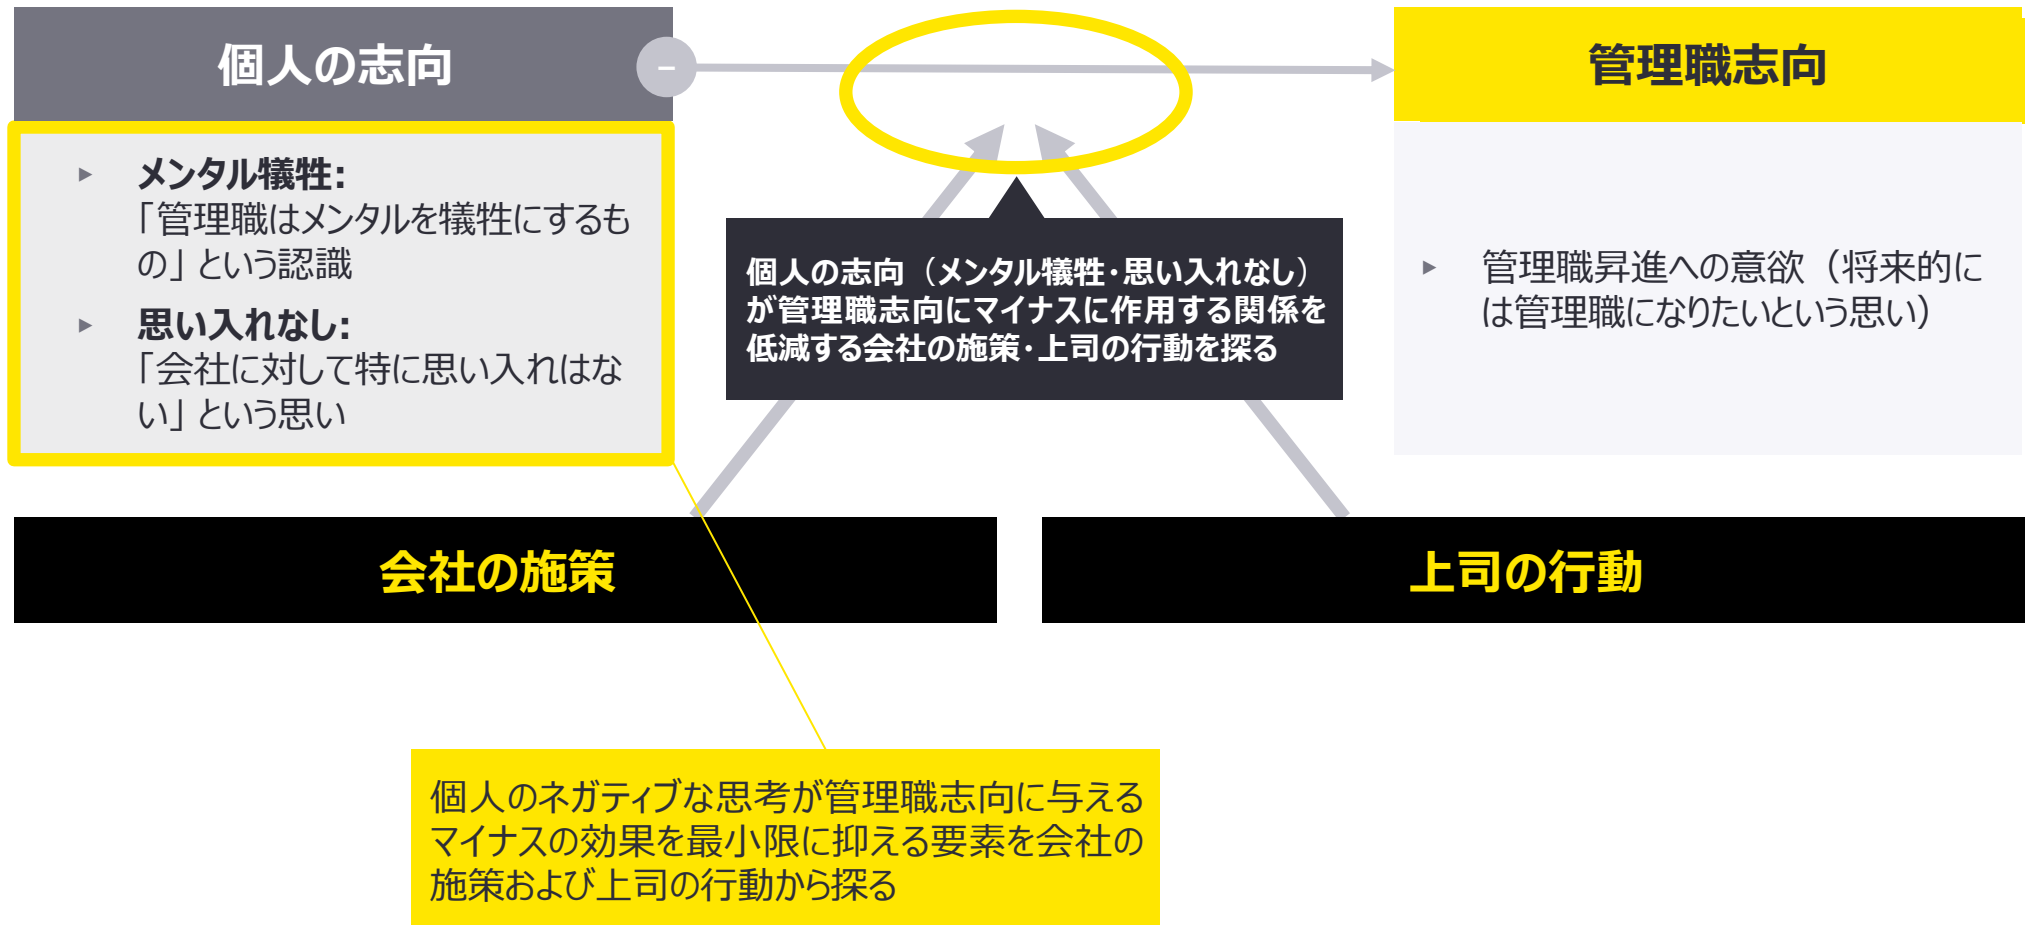 個人の志向
–
管理職志向
▸ メンタル犠牲:
「管理職はメンタルを犠牲にするも
の」という認識
▸ 思い入れなし:
「会社に対して特に思い入れはな
い」という思い
個人の志向（メンタル犠牲・思い入れなし）
が管理職志向にマイナスに作用する関係を
低減する会社の施策・上司の行動を探る
▸ 管理職昇進への意欲（将来的に
は管理職になりたいという思い）
会社の施策
上司の行動
個人のネガティブな思考が管理職志向に与える
マイナスの効果を最小限に抑える要素を会社の
施策および上司の行動から探る